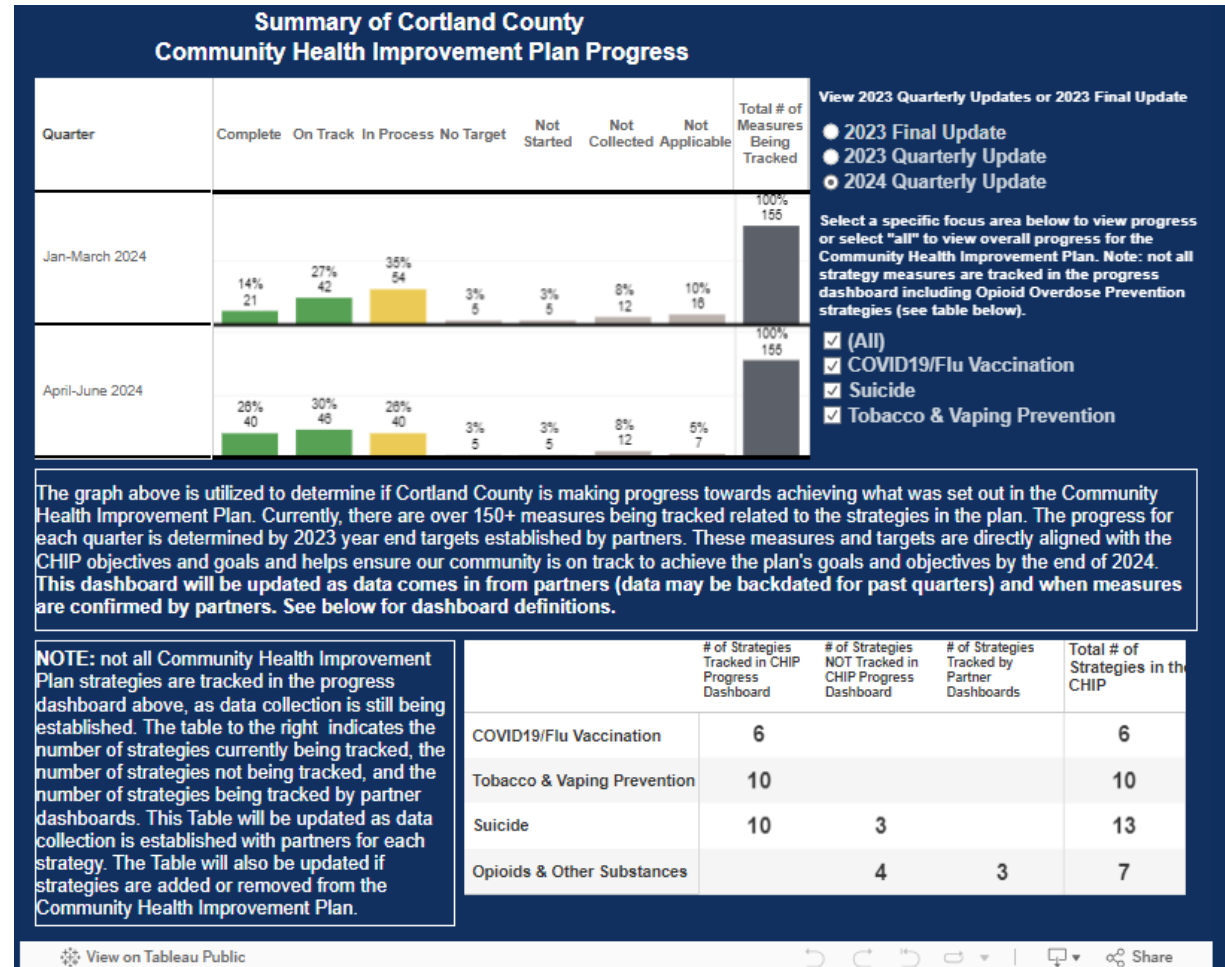 Summary of Cortland County
Community Health Improvement Plan Progress
Quarter
Complete
On Track
In Process
No Target
Not
Started
Not
Collected
Not
Applicable
Total # of
Measures
Being
Tracked
Jan-March 2024
14%
21
27%
42
35%
54
3%
5
3%
5
8%
12
10%
16
100%
155
April-June 2024
26%
40
30%
46
26%
40
3%
5
3%
5
8%
12
5%
7
100%
155
View 2023 Quarterly Updates or 2023 Final Update
2023 Final Update
2023 Quarterly Update
2024 Quarterly Update
Select a specific focus area below to view progress
or select "all" to view overall progress for the
Community Health Improvement Plan. Note: not all
strategy measures are tracked in the progress
dashboard including Opioid Overdose Prevention
strategies (see table below).
(All)
COVID19/Flu Vaccination
Suicide
Tobacco & Vaping Prevention
The graph above is utilized to determine if Cortland County is making progress towards achieving what was set out in the Community
Health Improvement Plan. Currently, there are over 150+ measures being tracked related to the strategies in the plan. The progress for
each quarter is determined by 2023 year end targets established by partners. These measures and targets are directly aligned with the
CHIP objectives and goals and helps ensure our community is on track to achieve the plan's goals and objectives by the end of 2024.
This dashboard will be updated as data comes in from partners (data may be backdated for past quarters) and when measures
are confirmed by partners. See below for dashboard definitions.
NOTE: not all Community Health Improvement
Plan strategies are tracked in the progress
dashboard above, as data collection is still being
established. The table to the right indicates the
number of strategies currently being tracked, the
number of strategies not being tracked, and the
number of strategies being tracked by partner
dashboards. This Table will be updated as data
collection is established with partners for each
strategy. The Table will also be updated if
strategies are added or removed from the
Community Health Improvement Plan.
# of Strategies
Tracked in CHIP
Progress
Dashboard
# of Strategies
NOT Tracked in
CHIP Progress
Dashboard
# of Strategies
Tracked by
Partner
Dashboards
Total # of
Strategies in the
CHIP
COVID19/Flu Vaccination 6 6
Tobacco & Vaping Prevention 10 10
Suicide 10 3 13
Opioids & Other Substances 4 3 7
View on Tableau Public
Share